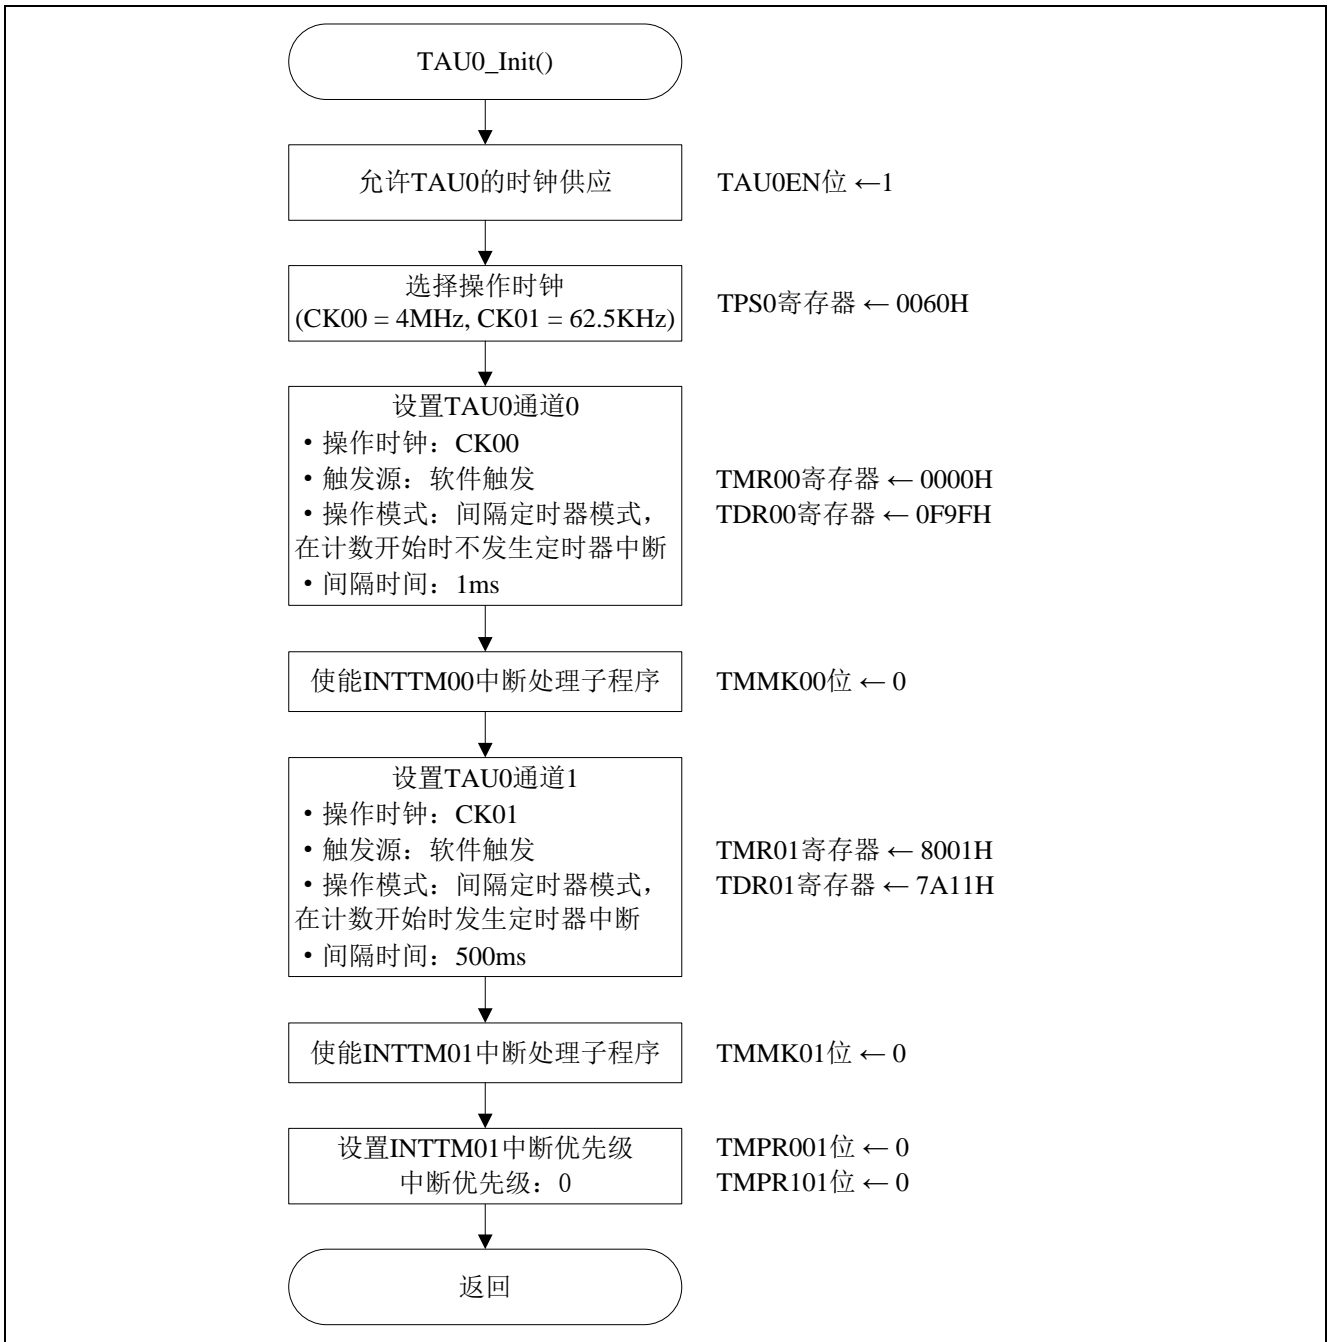 TAU0_Init()
允许TAU0的时钟供应
TAU0EN位 ←1
选择操作时钟
(CK00 = 4MHz, CK01 = 62.5KHz)
TPS0寄存器 ← 0060H
设置TAU0通道0
• 操作时钟：CK00
• 触发源：软件触发
• 操作模式：间隔定时器模式，
在计数开始时不发生定时器中断
• 间隔时间：1ms
TMR00寄存器 ← 0000H
TDR00寄存器 ← 0F9FH
使能INTTM00中断处理子程序
TMMK00位 ← 0
设置TAU0通道1
• 操作时钟：CK01
• 触发源：软件触发
• 操作模式：间隔定时器模式，
在计数开始时发生定时器中断
• 间隔时间：500ms
TMR01寄存器 ← 8001H
TDR01寄存器 ← 7A11H
使能INTTM01中断处理子程序
TMMK01位 ← 0
设置INTTM01中断优先级
中断优先级：0
TMPR001位 ← 0
TMPR101位 ← 0
返回